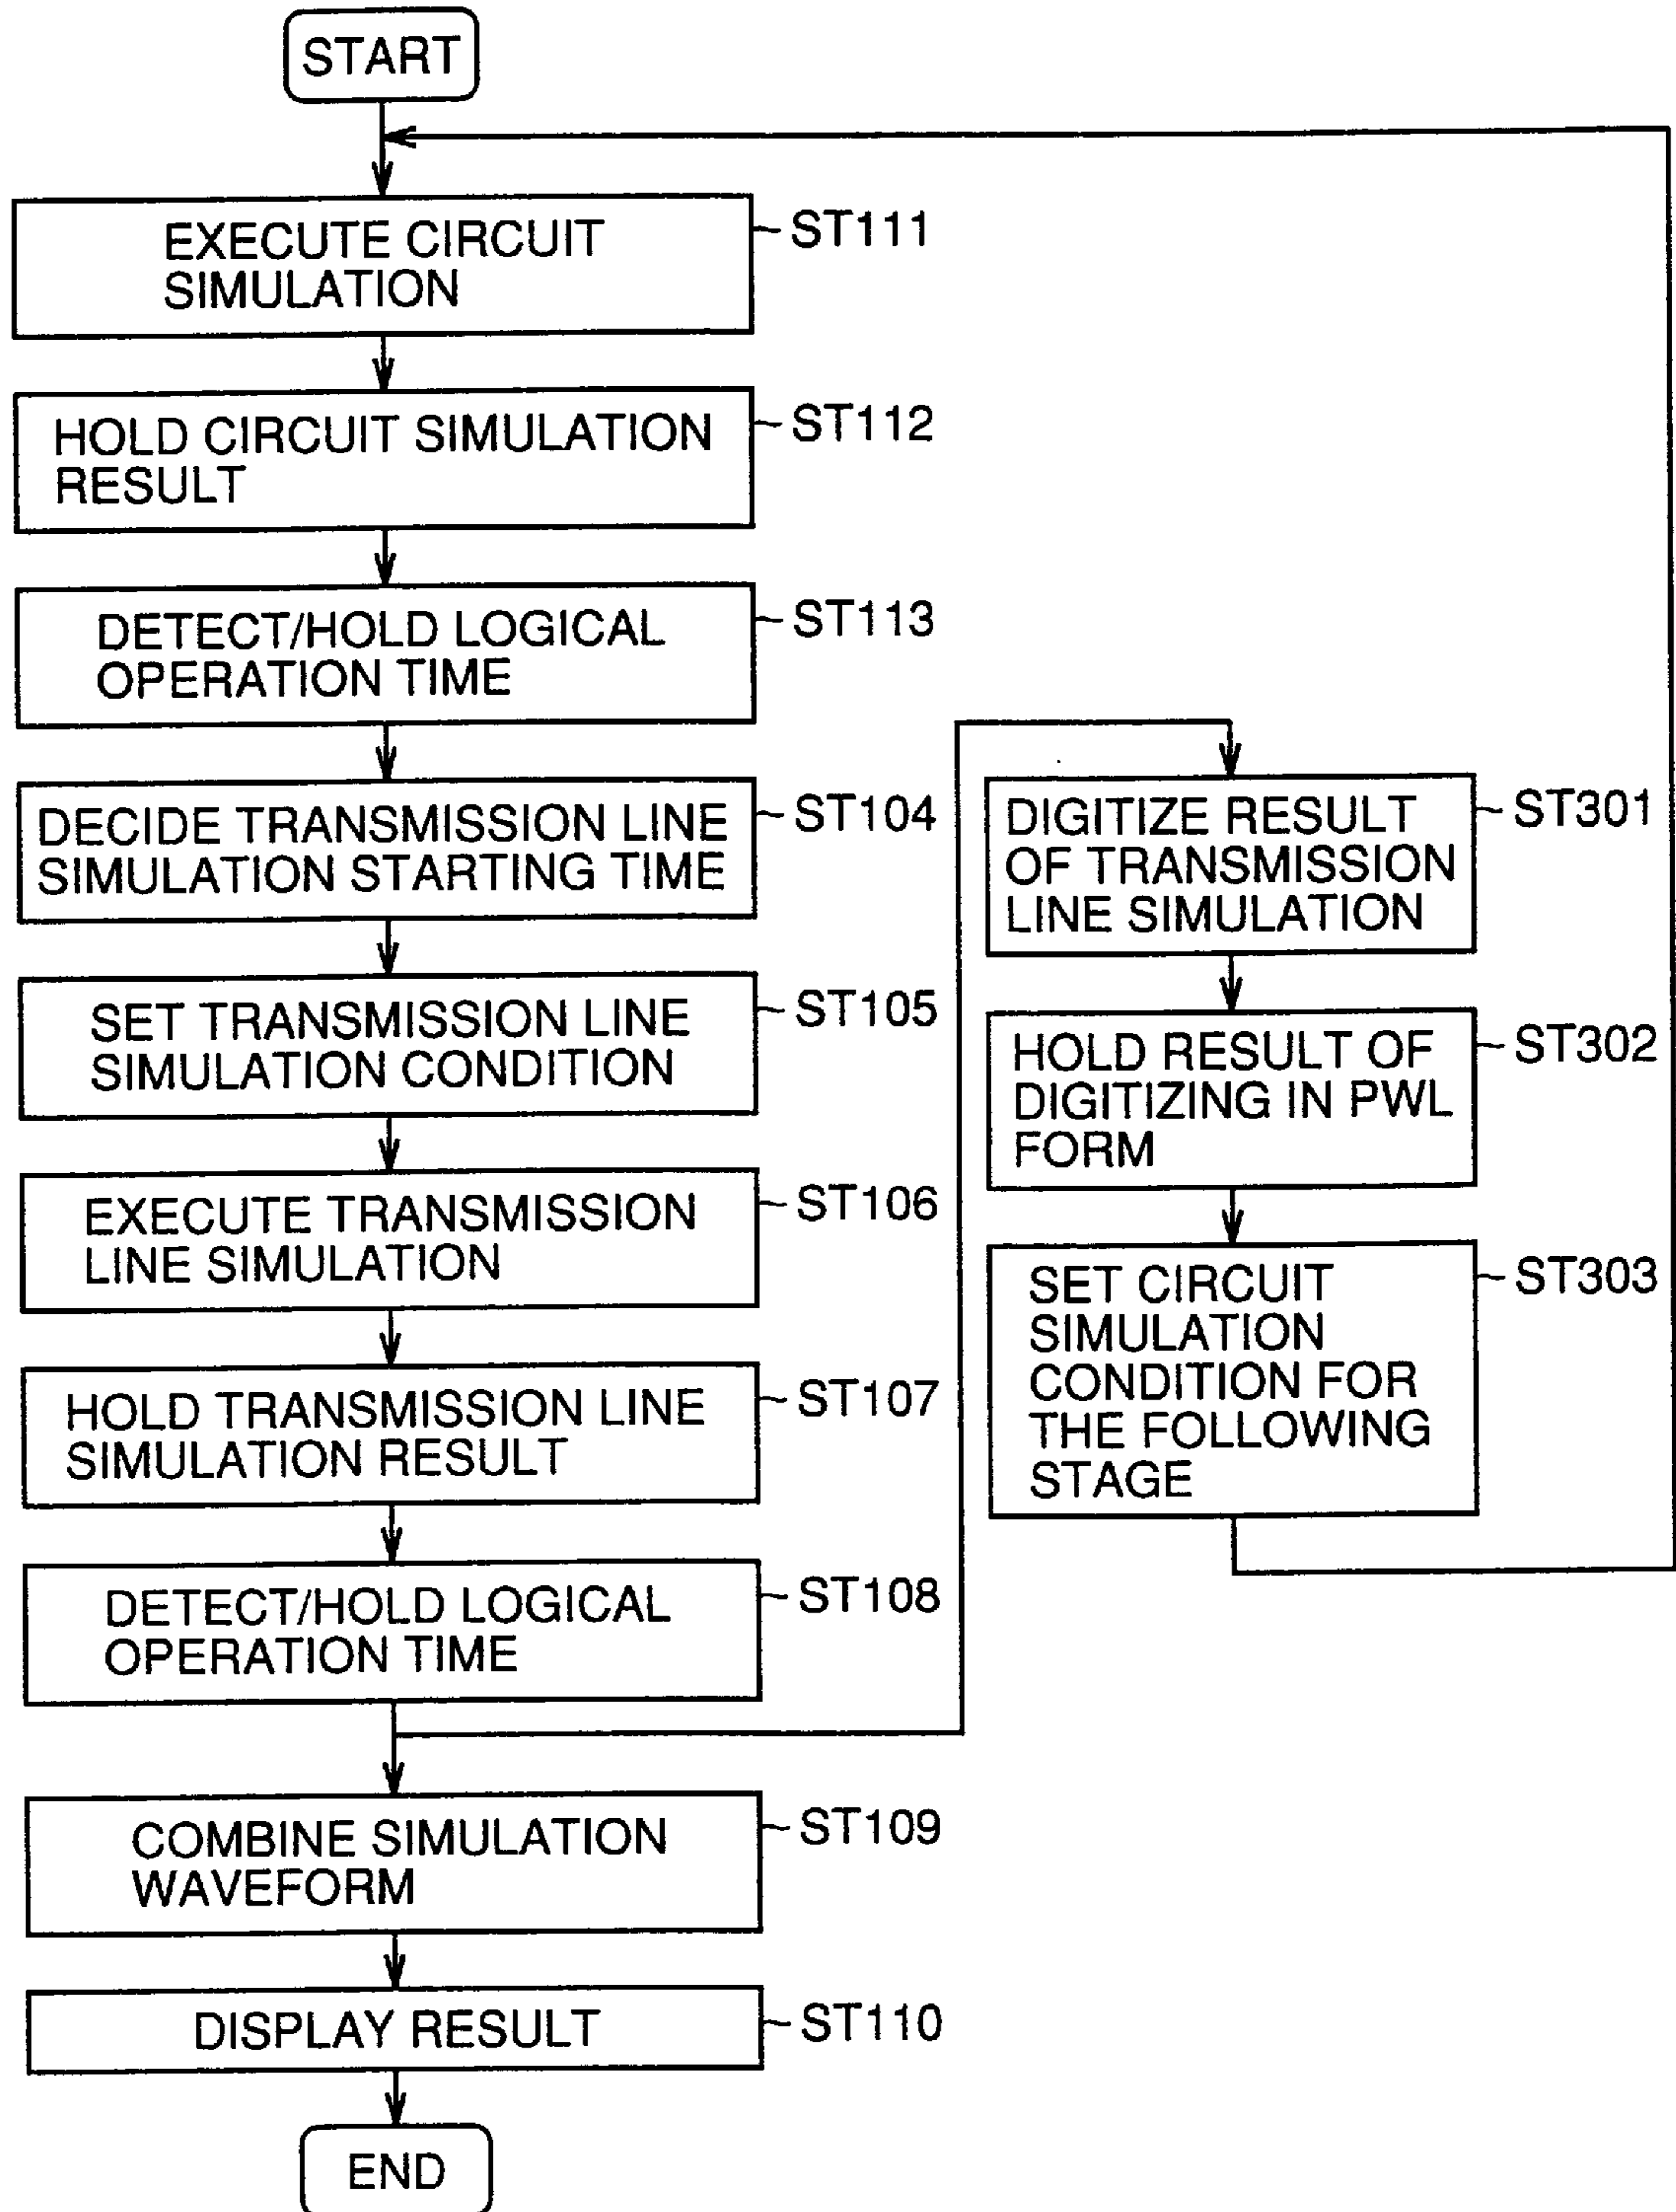 START
EXECUTE CIRCUIT
SIMULATION
ST111
HOLD CIRCUIT SIMULATION
RESULT
ST112
DETECT/HOLD LOGICAL
OPERATION TIME
ST113
DECIDE TRANSMISSION LINE
SIMULATION STARTING TIME
ST104
SET TRANSMISSION LINE
SIMULATION CONDITION
ST105
EXECUTE TRANSMISSION
LINE SIMULATION
ST106
HOLD TRANSMISSION LINE
SIMULATION RESULT
ST107
DETECT/HOLD LOGICAL
OPERATION TIME
ST108
COMBINE SIMULATION
WAVEFORM
ST109
DISPLAY RESULT
ST110
END
DIGITIZE RESULT
OF TRANSMISSION
LINE SIMULATION
ST301
HOLD RESULT OF
DIGITIZING IN PWL
FORM
ST302
SET CIRCUIT
SIMULATION
CONDITION FOR
THE FOLLOWING
STAGE
ST303